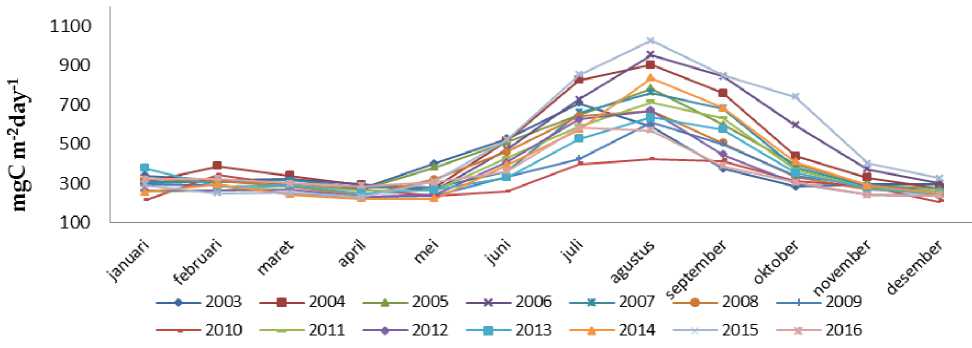 1100
900
700
500
300
100
mgC m⁻²day⁻¹
januari februari maret april mei juni juli agustus september oktober november desember
2003 2004 2005 2006 2007 2008 2009
2010 2011 2012 2013 2014 2015 2016